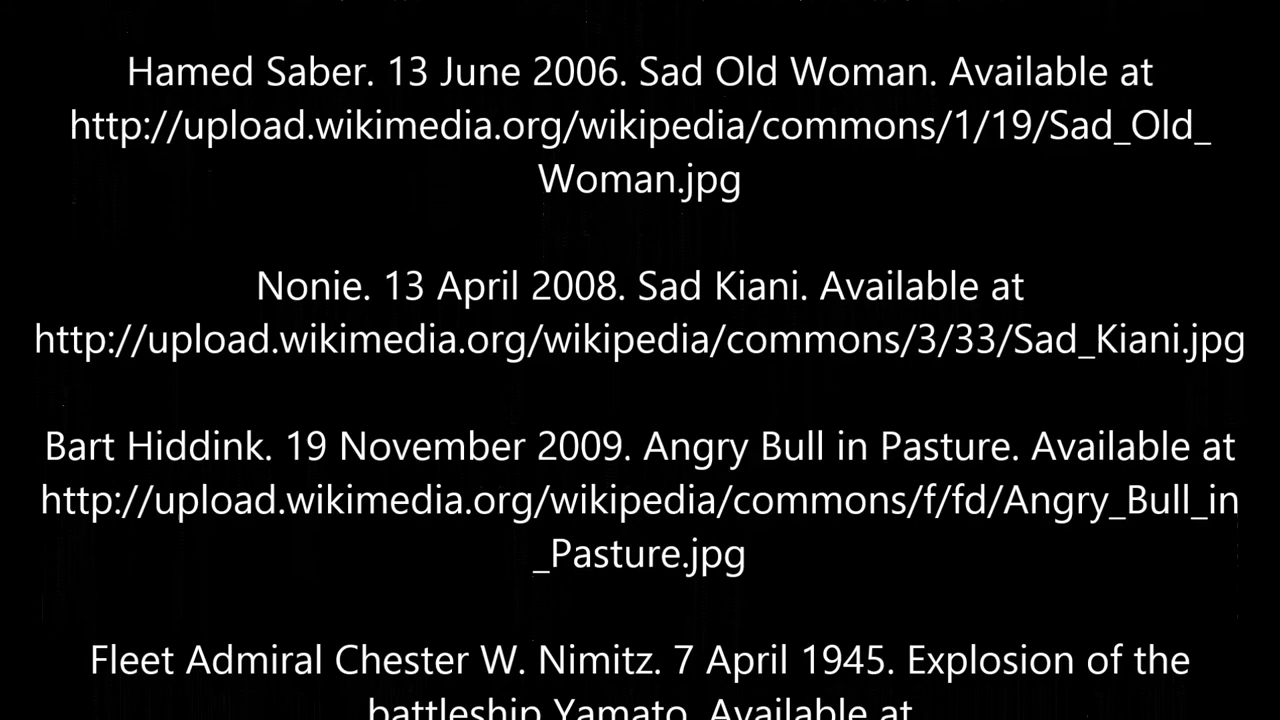 Hamed Saber. 13 June 2006. Sad Old Woman. Available at
http://upload.wikimedia.org/wikipedia/commons/1/19/Sad_Old_
Woman.jpg
Nonie. 13 April 2008. Sad Kiani. Available at
http://upload.wikimedia.org/wikipedia/commons/3/33/Sad_Kiani.jpg
Bart Hiddink. 19 November 2009. Angry Bull in Pasture. Available at
http://upload.wikimedia.org/wikipedia/commons/f/fd/Angry_Bull_in
_Pasture.jpg
Fleet Admiral Chester W. Nimitz. 7 April 1945. Explosion of the
battleship Yamato. Available at